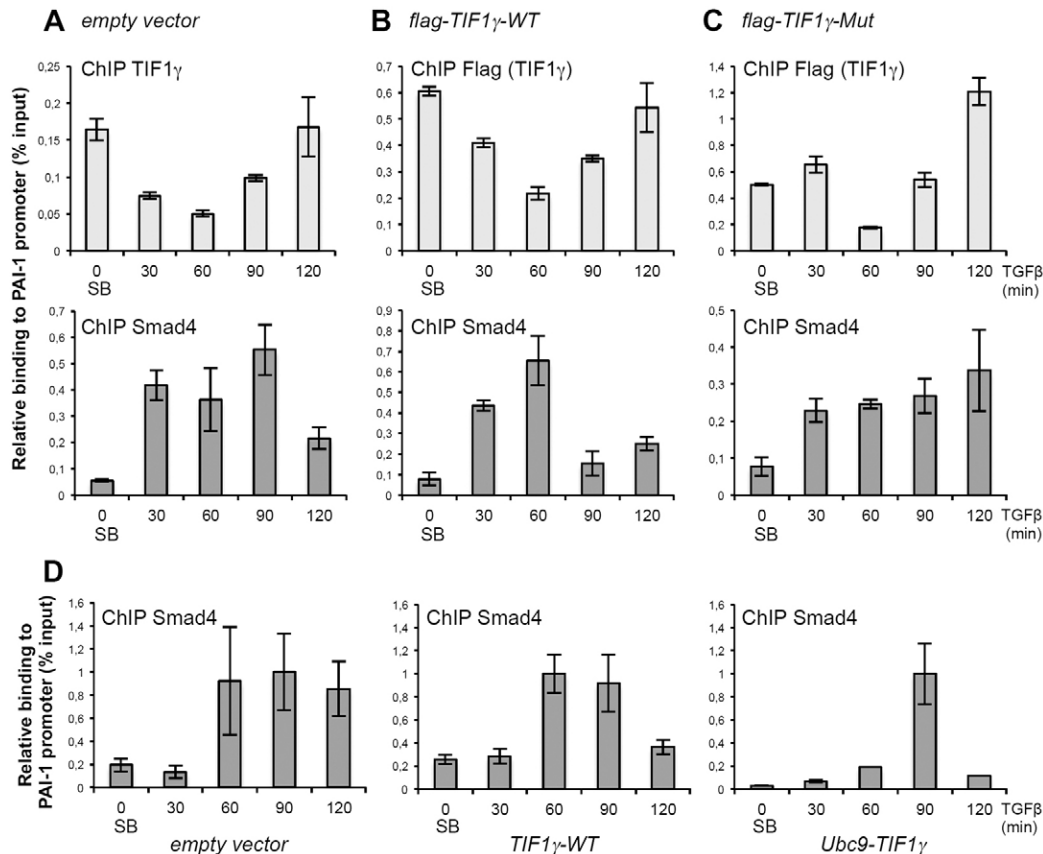 A empty vector
B flag-TIF1γ-WT
C flag-TIF1γ-Mut
Relative binding to PAI-1 promoter (% input)
ChIP TIF1γ
0,25
0,2
0,15
0,1
0,05
0
0 30 60 90 120
SB
ChIP Flag (TIF1γ)
0,7
0,6
0,5
0,4
0,3
0,2
0,1
0
0 30 60 90 120
SB
ChIP Flag (TIF1γ)
1,4
1,2
1
0,8
0,6
0,4
0,2
0
0 30 60 90 120 TGFβ
SB (min)
ChIP Smad4
0,7
0,6
0,5
0,4
0,3
0,2
0,1
0
0 30 60 90 120
SB
ChIP Smad4
0,9
0,8
0,7
0,6
0,5
0,4
0,3
0,2
0,1
0
0 30 60 90 120
SB
ChIP Smad4
0,5
0,4
0,3
0,2
0,1
0
0 30 60 90 120 TGFβ
SB (min)
D
Relative binding to
PAI-1 promoter (% input)
ChIP Smad4
1,6
1,4
1,2
1
0,8
0,6
0,4
0,2
0
0 30 60 90 120
SB
empty vector
ChIP Smad4
1,6
1,4
1,2
1
0,8
0,6
0,4
0,2
0
0 30 60 90 120
SB
TIF1γ-WT
ChIP Smad4
1,6
1,4
1,2
1
0,8
0,6
0,4
0,2
0
0 30 60 90 120 TGFβ
SB (min)
Ubc9-TIF1γ